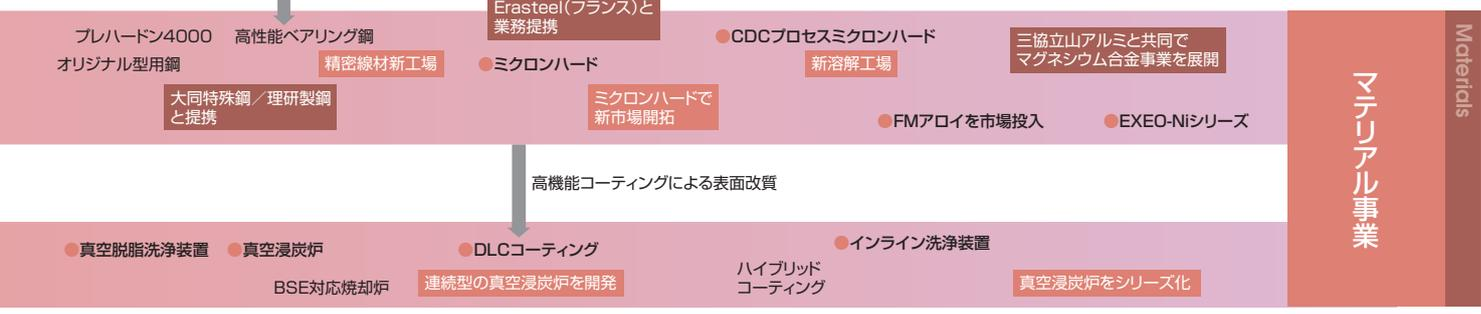 Erasteel(フランス)と
業務提携
プレハードン4000
高性能ベアリング鋼
●CDCプロセスミクロンハード
三協立山アルミと共同で
マグネシウム合金事業を展開
オリジナル型用鋼
精密線材新工場
●ミクロンハード
新溶解工場
大同特殊鋼／理研製鋼
と提携
ミクロンハードで
新市場開拓
●FMアロイを市場投入
●EXEO-Niシリーズ
高機能コーティングによる表面改質
●真空脱脂洗浄装置
●真空浸炭炉
●DLCコーティング
●インライン洗浄装置
BSE対応焼却炉
連続型の真空浸炭炉を開発
ハイブリッド
コーティング
真空浸炭炉をシリーズ化
マテリアル事業
Materials